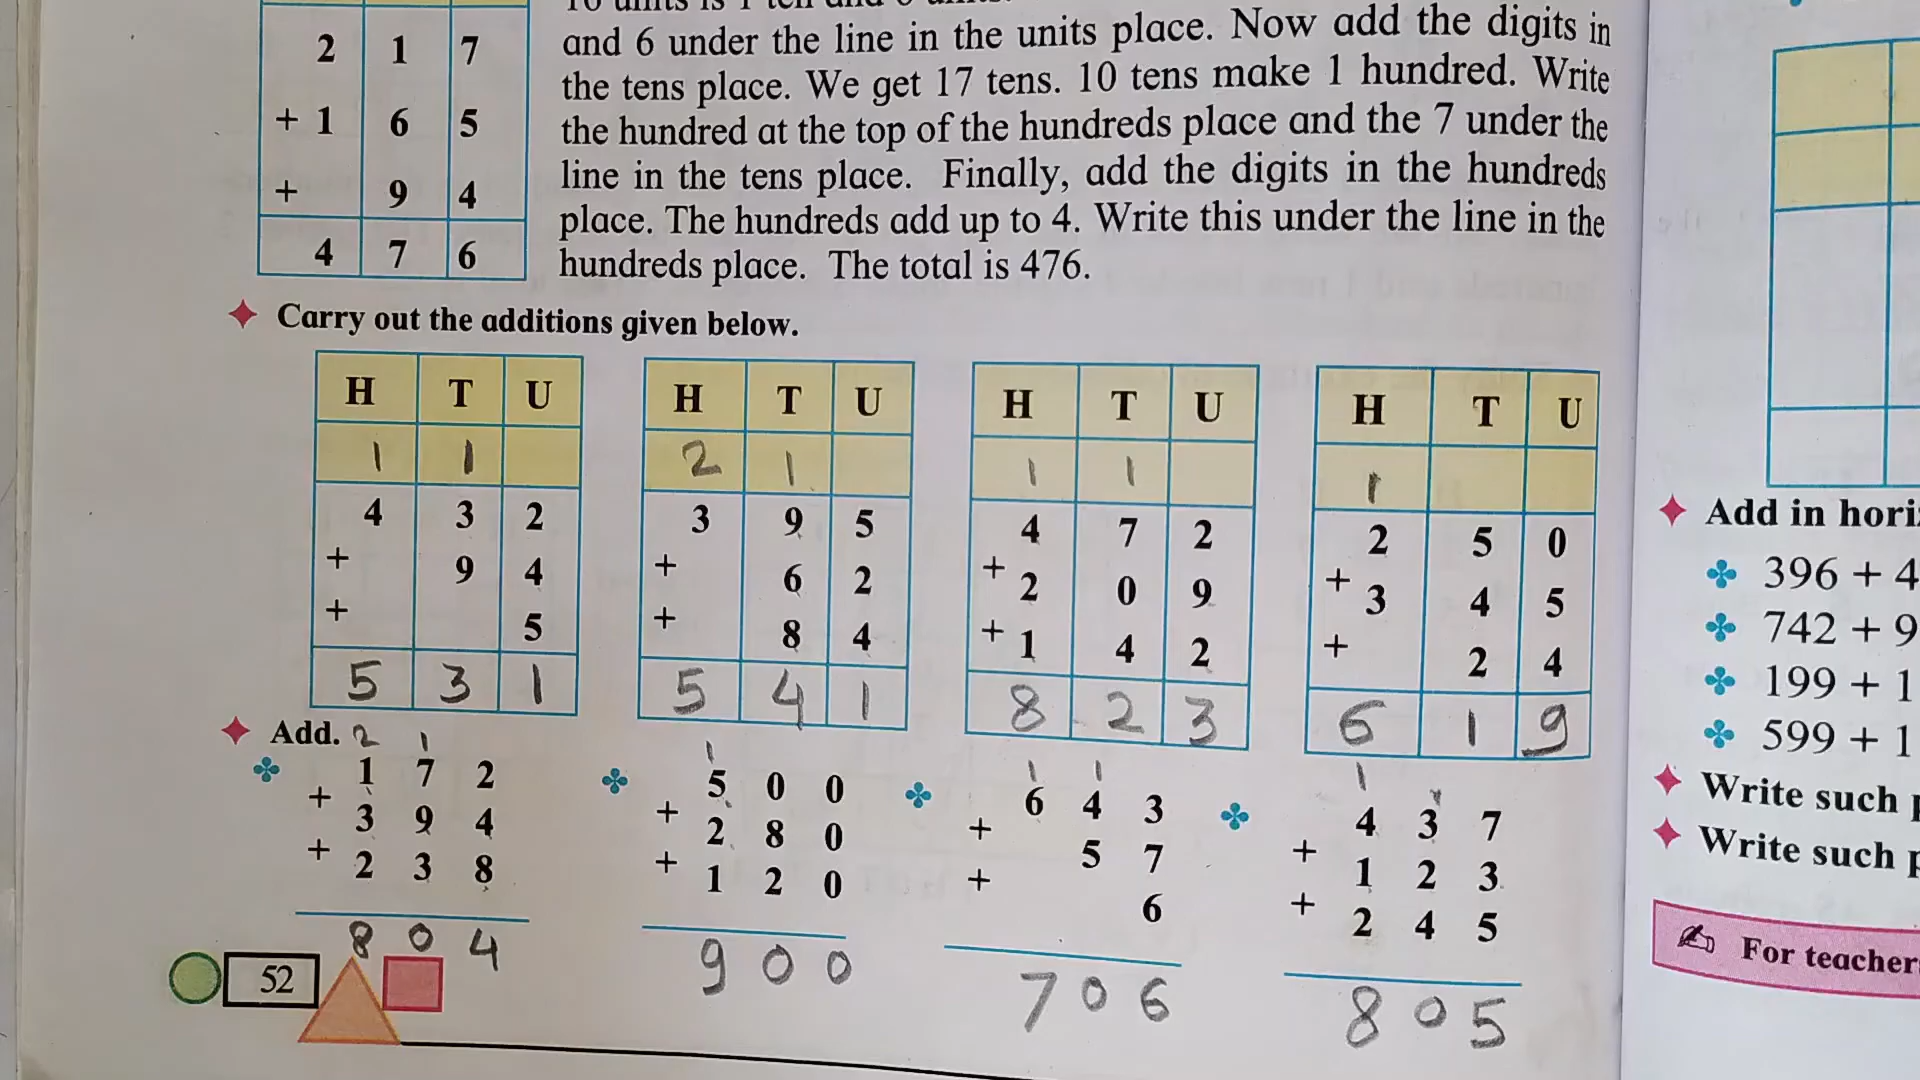 2 1 7
+ 1 6 5
+ 9 4
4 7 6
and 6 under the line in the units place. Now add the digits in
the tens place. We get 17 tens. 10 tens make 1 hundred. Write
the hundred at the top of the hundreds place and the 7 under the
line in the tens place. Finally, add the digits in the hundreds
place. The hundreds add up to 4. Write this under the line in the
hundreds place. The total is 476.
Carry out the additions given below.
H T U
1 1
4 3 2
+ 9 4
+ 5
5 3 1
H T U
2 1
3 9 5
+ 6 2
+ 8 4
5 4 1
H T U
1 1
4 7 2
+ 2 0 9
+ 1 4 2
8 2 3
H T U
1
2 5 0
+ 3 4 5
+ 2 4
6 1 9
Add.
2 1
1 7 2
+ 3 9 4
+ 2 3 8
8 0 4
1
5 0 0
+ 2 8 0
+ 1 2 0
9 0 0
1 1
6 4 3
+ 5 7
+ 6
7 0 6
1 1
4 3 7
+ 1 2 3
+ 2 4 5
8 0 5
52
Add in
396 + 4
742 + 9
199 + 1
599 + 1
Write such
Write such
For teacher